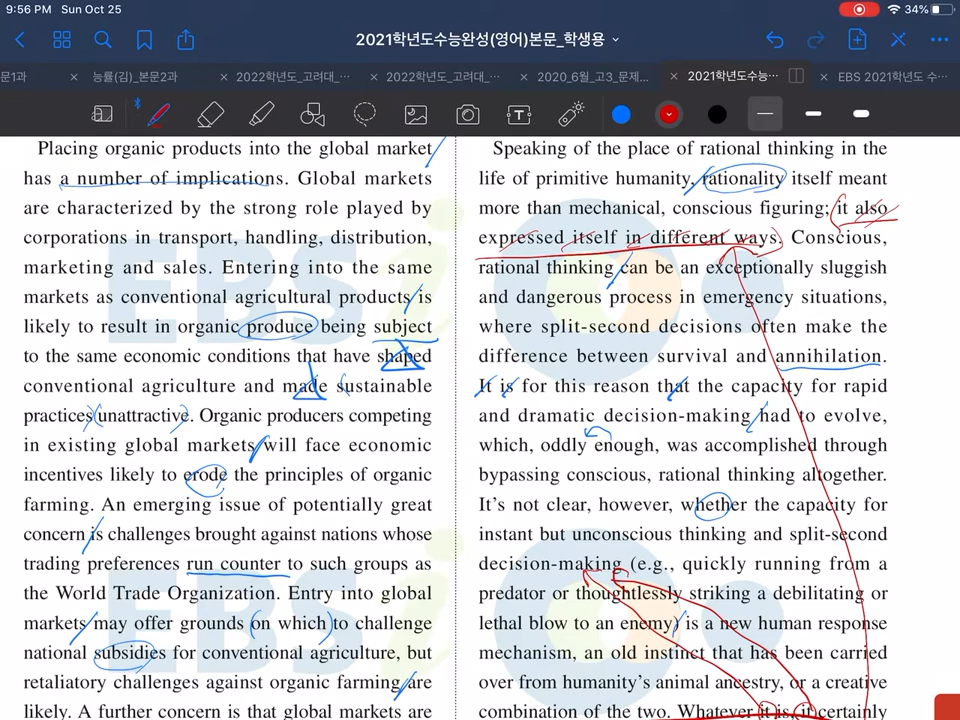 9:56 PM Sun Oct 25
34%
2021학년도수능완성(영어)본문_학생용
문1과
능률(김)_본문2과
2022학년도_고려대_...
2022학년도_고려대_...
2020_6월_고3_문제...
2021학년도수능...
EBS 2021학년도 수...
Placing organic products into the global market
has a number of implications. Global markets
are characterized by the strong role played by
corporations in transport, handling, distribution,
marketing and sales. Entering into the same
markets as conventional agricultural products is
likely to result in organic produce being subject
to the same economic conditions that have shaped
conventional agriculture and made sustainable
practices unattractive. Organic producers competing
in existing global markets will face economic
incentives likely to erode the principles of organic
farming. An emerging issue of potentially great
concern is challenges brought against nations whose
trading preferences run counter to such groups as
the World Trade Organization. Entry into global
markets may offer grounds on which to challenge
national subsidies for conventional agriculture, but
retaliatory challenges against organic farming are
likely. A further concern is that global markets are
Speaking of the place of rational thinking in the
life of primitive humanity, rationality itself meant
more than mechanical, conscious figuring; it also
expressed itself in different ways. Conscious,
rational thinking can be an exceptionally sluggish
and dangerous process in emergency situations,
where split-second decisions often make the
difference between survival and annihilation.
It is for this reason that the capacity for rapid
and dramatic decision-making had to evolve,
which, oddly enough, was accomplished through
bypassing conscious, rational thinking altogether.
It's not clear, however, whether the capacity for
instant but unconscious thinking and split-second
decision-making (e.g., quickly running from a
predator or thoughtlessly striking a debilitating or
lethal blow to an enemy) is a new human response
mechanism, an old instinct that has been carried
over from humanity's animal ancestry, or a creative
combination of the two. Whatever it is, it certainly